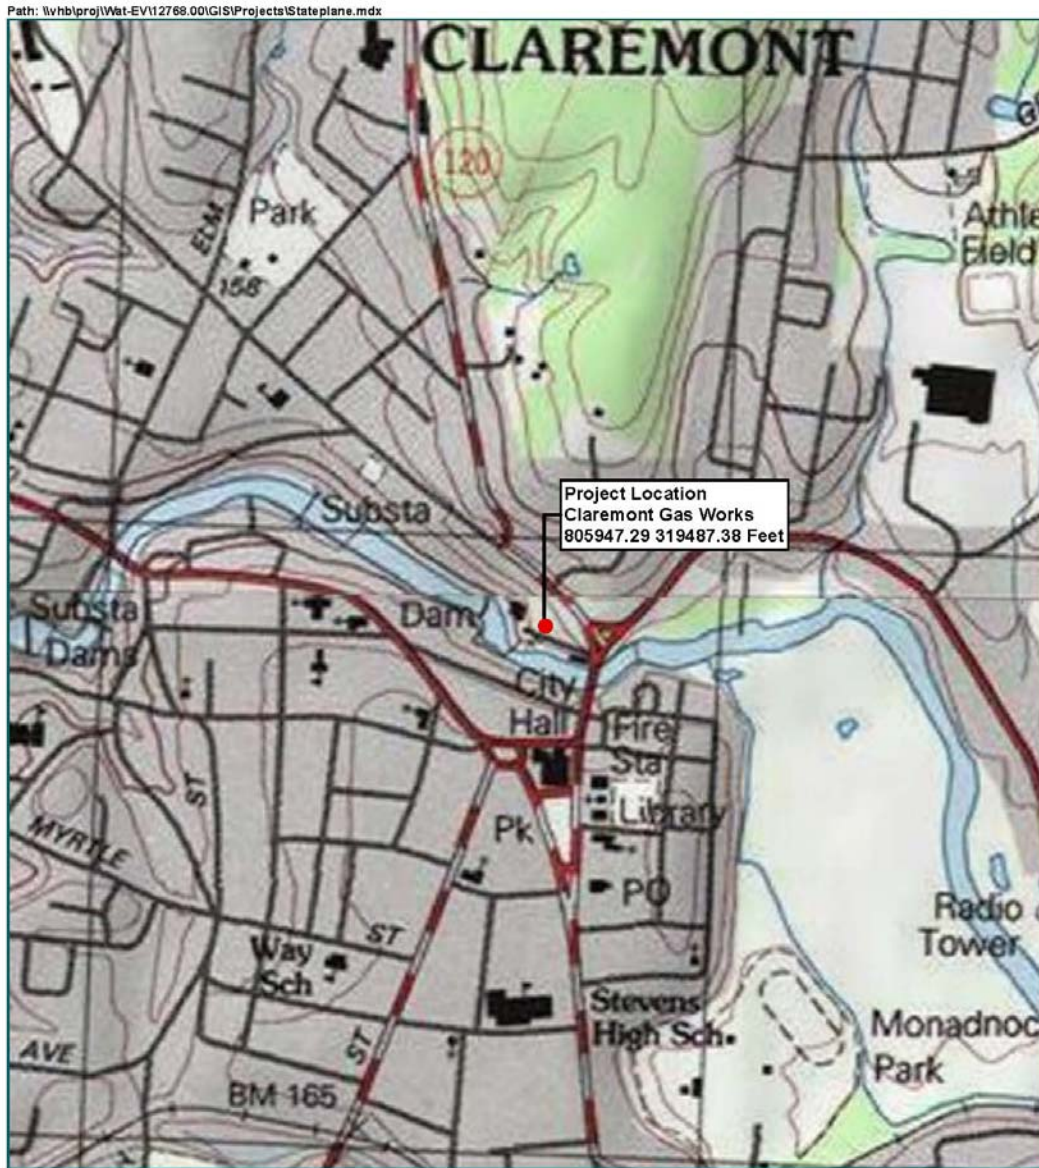 Path: \\vhb\proj\Wat-EV\12768.00\GIS\Projects\Stateplane.mdx
CLAREMONT
120
Park
ELM
158
Athle
Field
Substa
Project Location
Claremont Gas Works
805947.29 319487.38 Feet
Substa
Dams
Dam
City
Hall
Fire
Sta
Library
Pk
PO
ST
MYRTLE
ST
Way
Sch
Stevens
High Sch
Radio
Tower
Monadnoc
Park
AVE
ST
BM 165